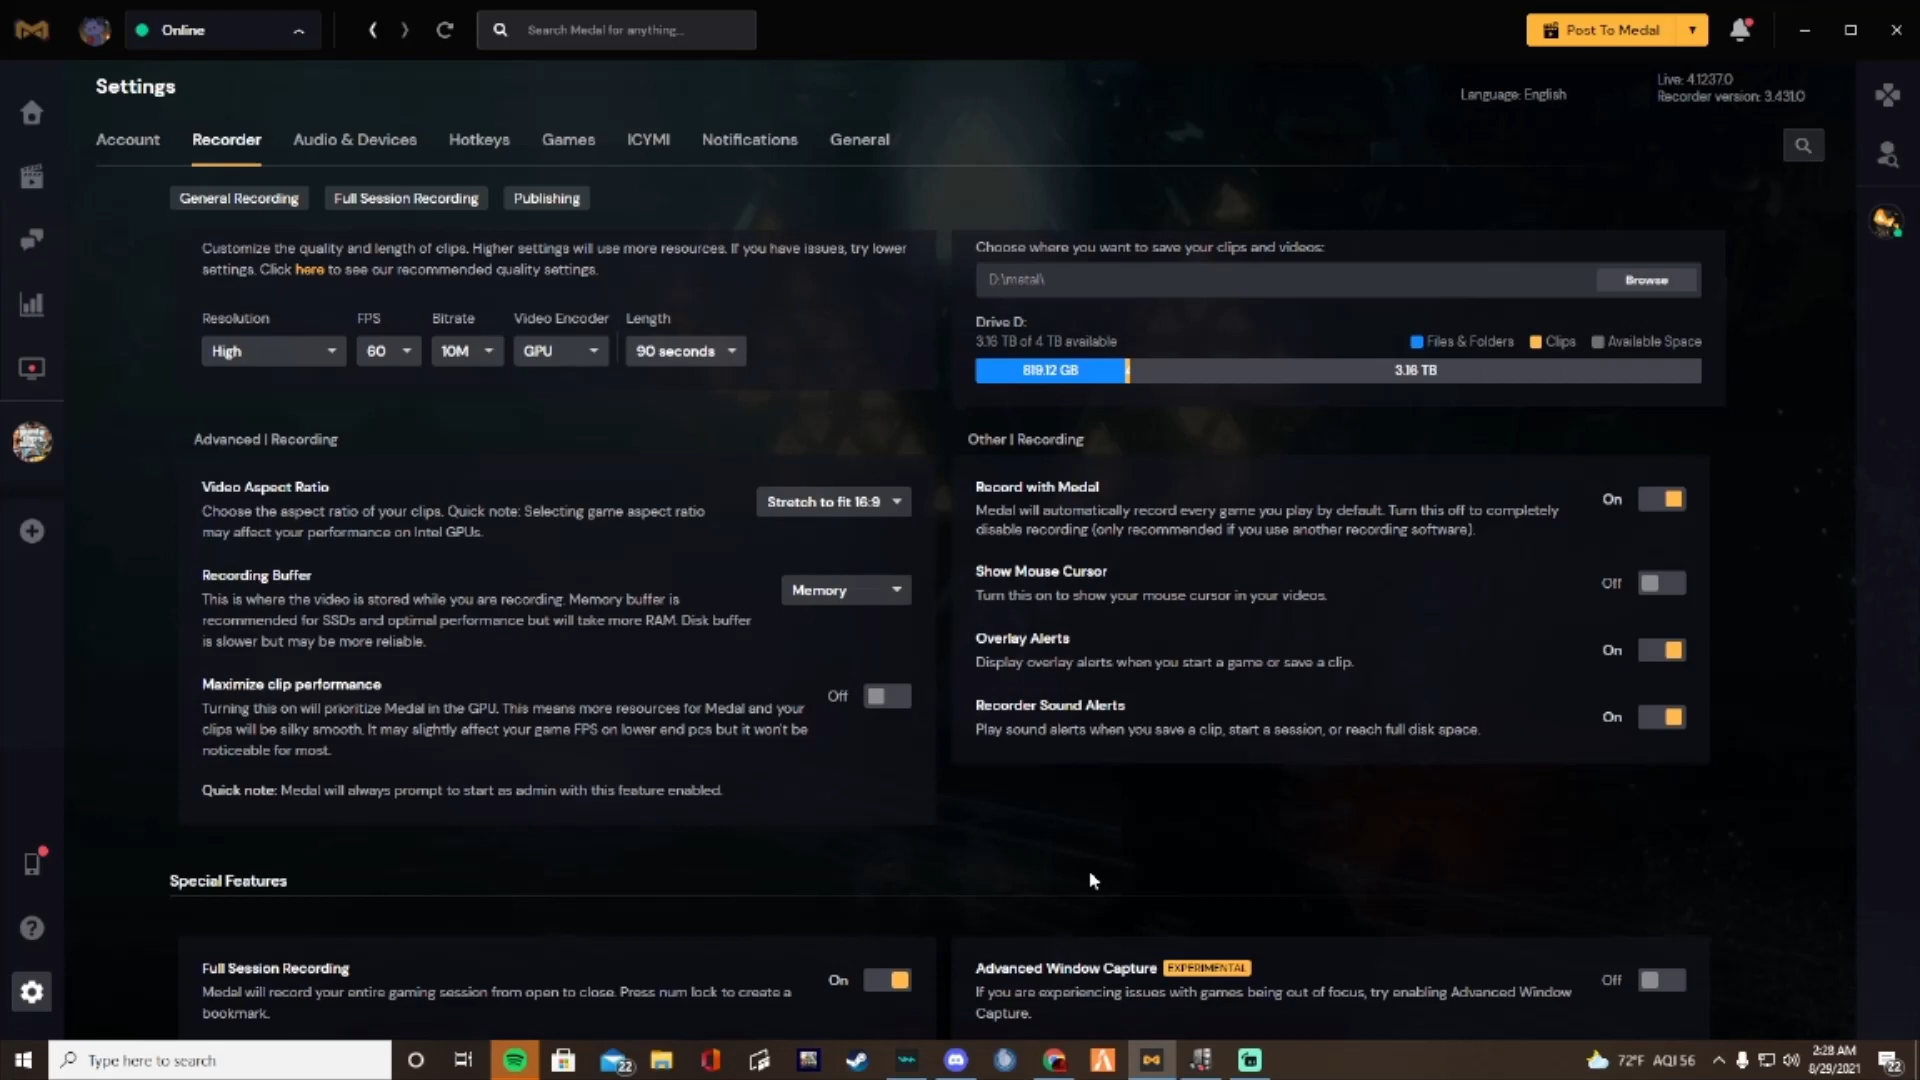 Online
Search Medal for anything...
Post To Medal
Settings
Language: English
Live: 4.1237.0
Recorder version: 3.431.0
Account
Recorder
Audio & Devices
Hotkeys
Games
ICYMI
Notifications
General
General Recording
Full Session Recording
Publishing
Customize the quality and length of clips. Higher settings will use more resources. If you have issues, try lower
settings. Click here to see our recommended quality settings.
Resolution
FPS
Bitrate
Video Encoder
Length
High
60
10M
GPU
90 seconds
Choose where you want to save your clips and videos:
D:\metal\
Browse
Drive D:
3.16 TB of 4 TB available
Files & Folders
Clips
Available Space
819.12 GB
3.16 TB
Advanced | Recording
Video Aspect Ratio
Choose the aspect ratio of your clips. Quick note: Selecting game aspect ratio
may affect your performance on Intel GPUs.
Stretch to fit 16:9
Recording Buffer
This is where the video is stored while you are recording. Memory buffer is
recommended for SSDs and optimal performance but will take more RAM. Disk buffer
is slower but may be more reliable.
Memory
Maximize clip performance
Turning this on will prioritize Medal in the GPU. This means more resources for Medal and your
clips will be silky smooth. It may slightly affect your game FPS on lower end pcs but it won't be
noticeable for most.
Off
Quick note: Medal will always prompt to start as admin with this feature enabled.
Other | Recording
Record with Medal
Medal will automatically record every game you play by default. Turn this off to completely
disable recording (only recommended if you use another recording software).
On
Show Mouse Cursor
Turn this on to show your mouse cursor in your videos.
Off
Overlay Alerts
Display overlay alerts when you start a game or save a clip.
On
Recorder Sound Alerts
Play sound alerts when you save a clip, start a session, or reach full disk space.
On
Special Features
Full Session Recording
Medal will record your entire gaming session from open to close. Press num lock to create a
bookmark.
On
Advanced Window Capture EXPERIMENTAL
If you are experiencing issues with games being out of focus, try enabling Advanced Window
Capture.
Off
Type here to search
22
72°F AQI 56
2:28 AM
8/29/2021
22